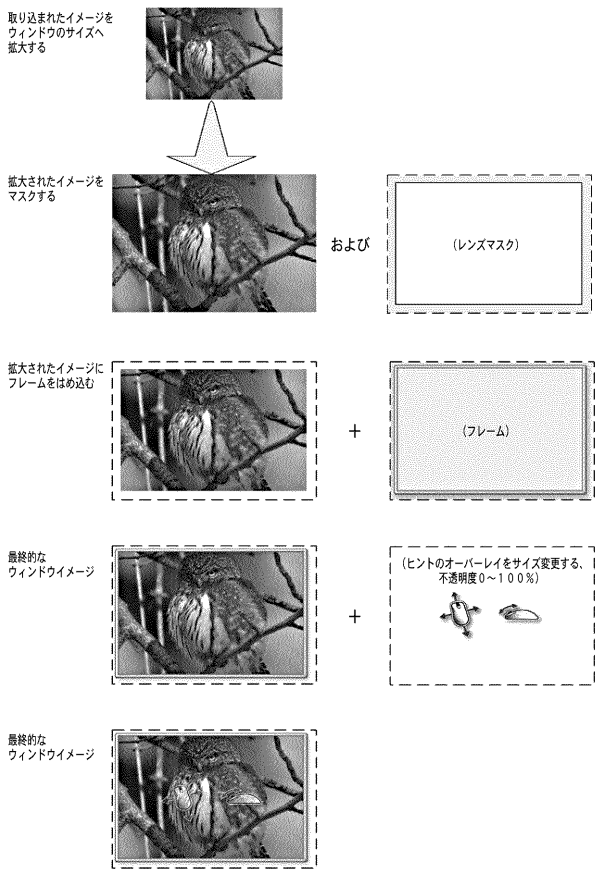 取り込まれたイメージを
ウィンドウのサイズへ
拡大する
拡大されたイメージを
マスクする
および
(レンズマスク)
拡大されたイメージに
フレームをはめ込む
+
(フレーム)
最終的な
ウィンドウイメージ
+
(ヒントのオーバーレイをサイズ変更する、
不透明度0～100%)
最終的な
ウィンドウイメージ